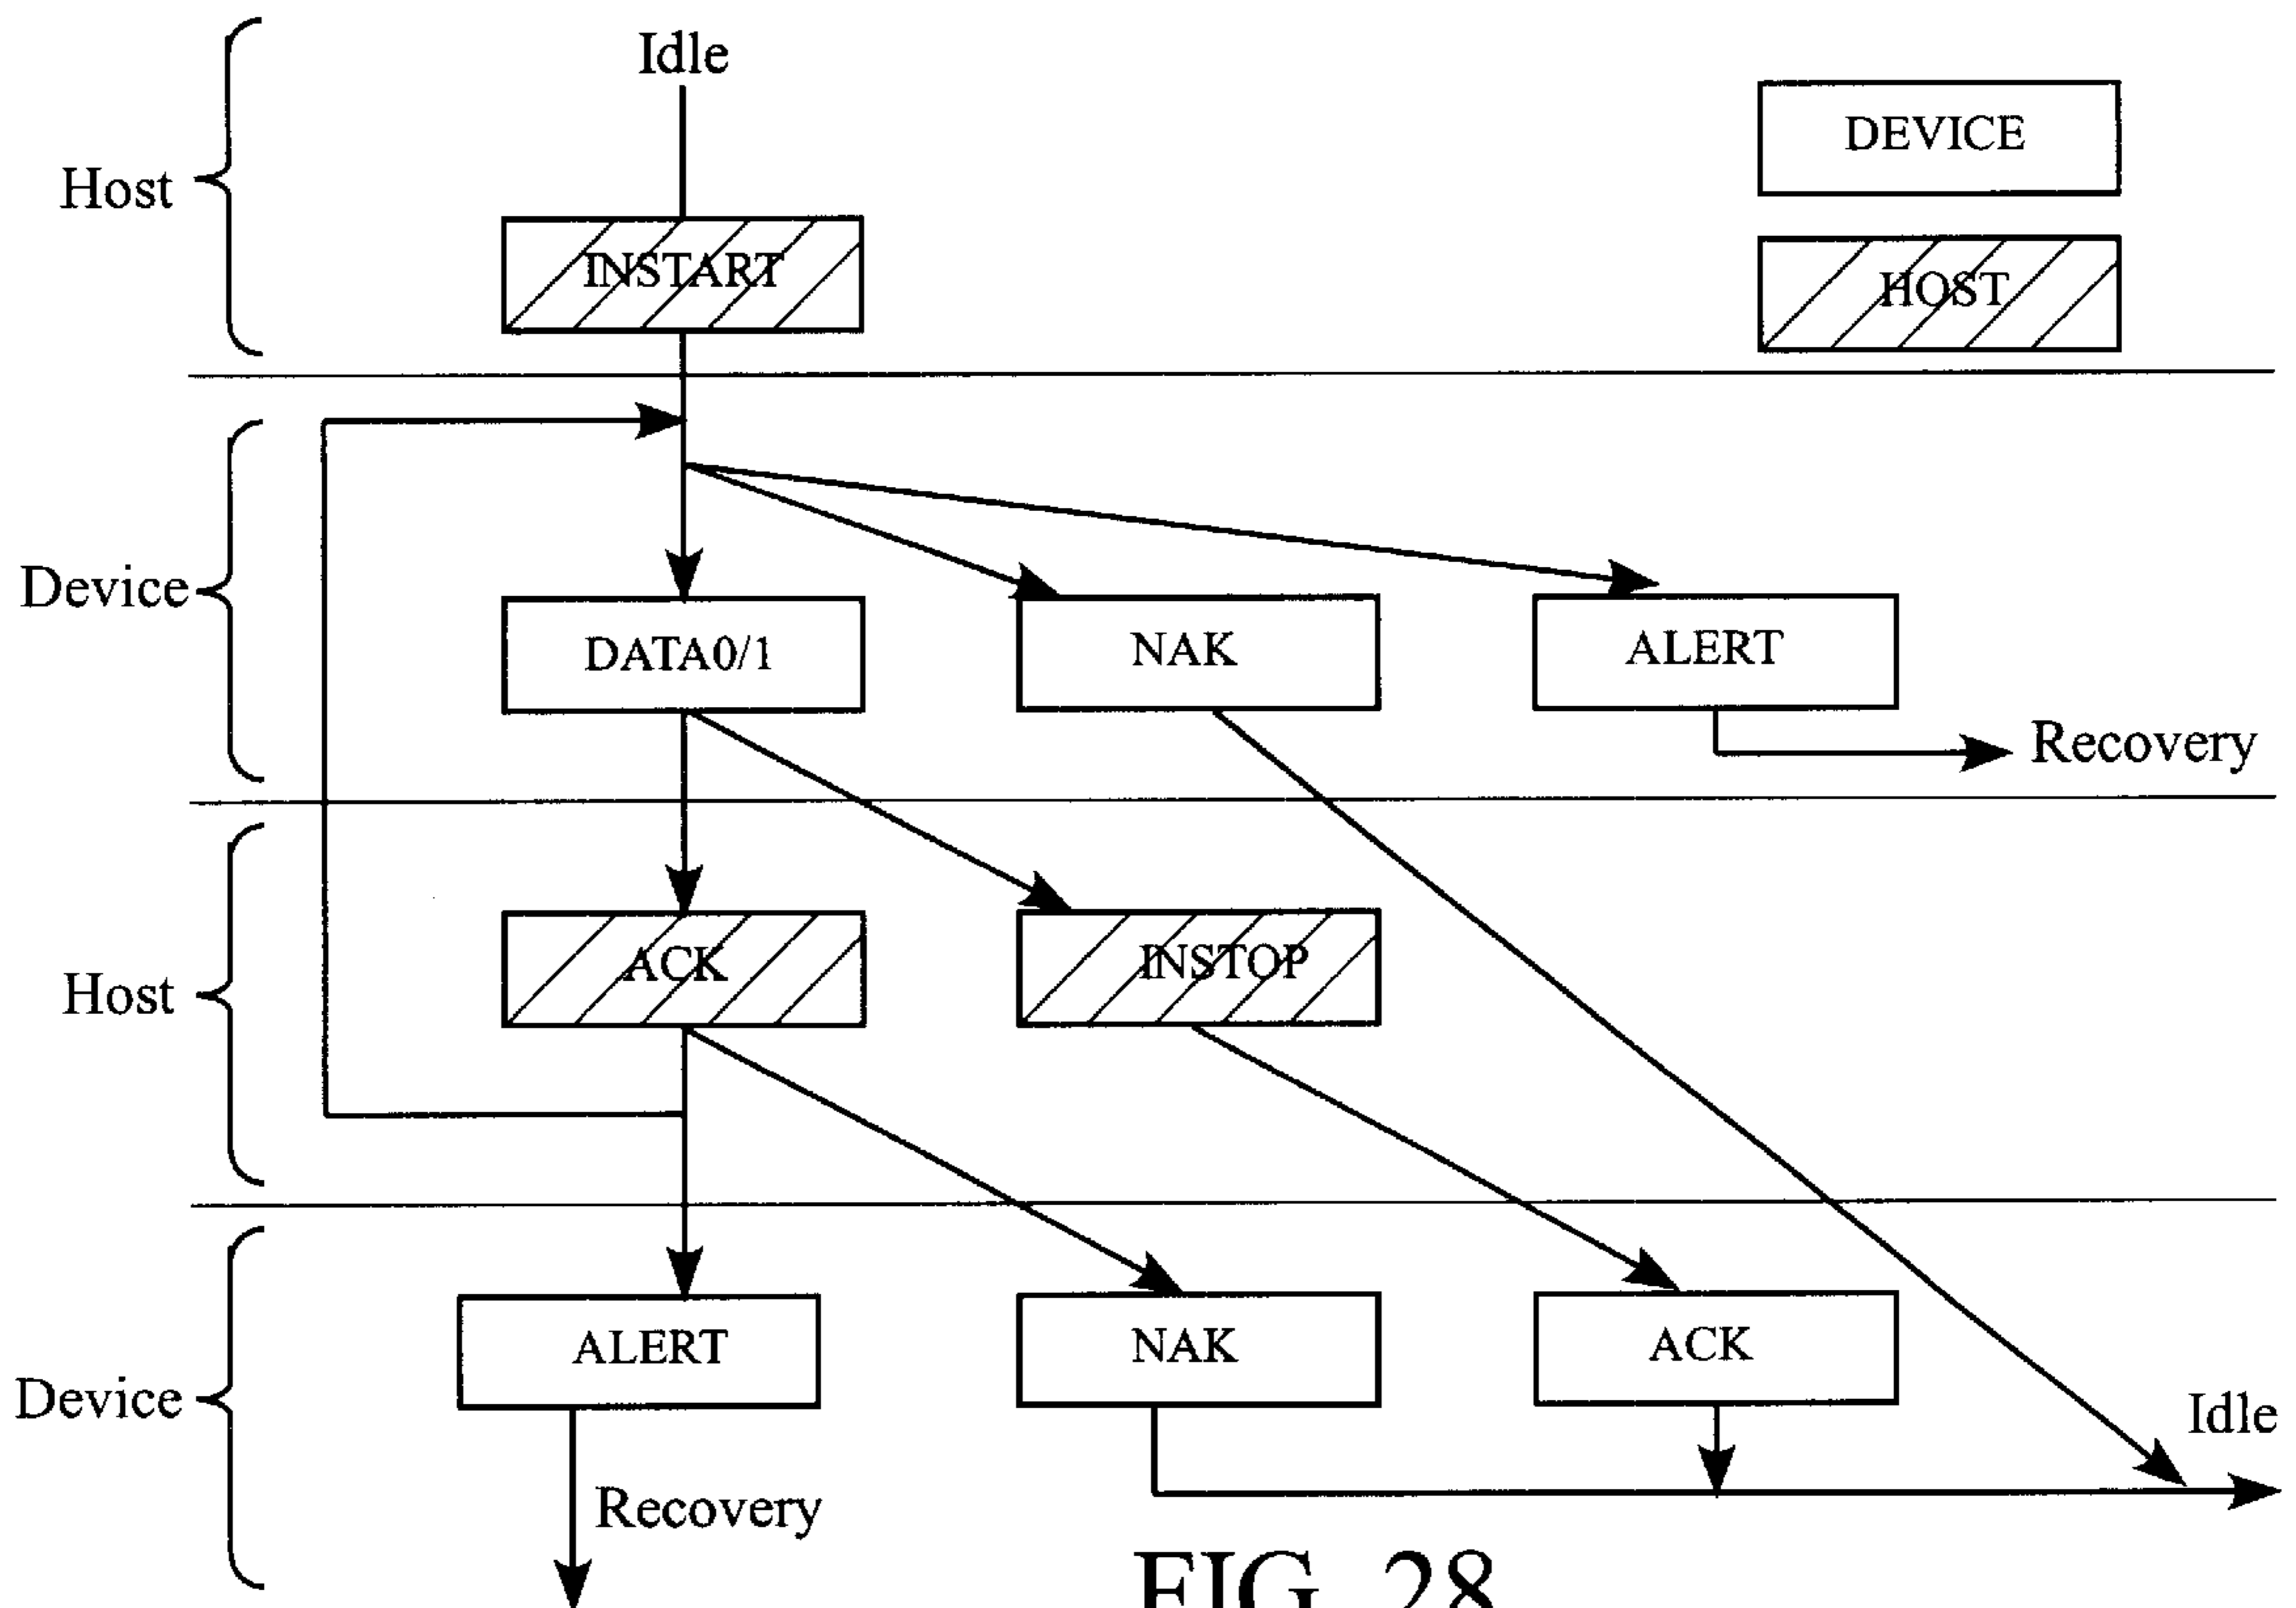 Idle
DEVICE
Host
INSTART
HOST
Device
DATA0/1
NAK
ALERT
Recovery
Host
ACK
INSTOP
Device
ALERT
NAK
ACK
Idle
Recovery
FIG. 28